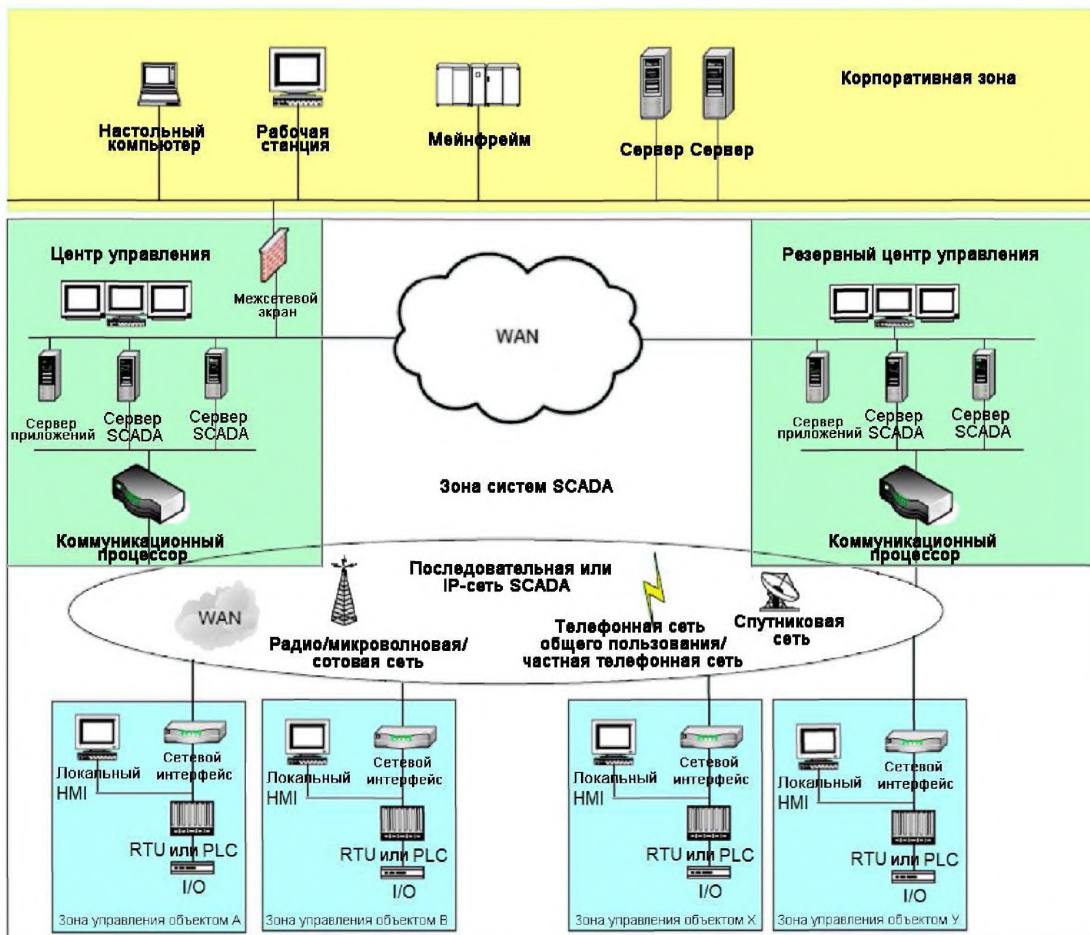 Корпоративная зона
Настольный
компьютер
Рабочая
станция
Мейнфрейм
Сервер
Сервер
Центр управления
Межсетевой
экран
WAN
Резервный центр управления
Сервер
приложений
Сервер
SCADA
Сервер
SCADA
Сервер
приложений
Сервер
SCADA
Сервер
SCADA
Зона систем SCADA
Коммуникационный
процессор
Коммуникационный
процессор
Последовательная или
IP-сеть SCADA
WAN
Радио/микроволновая/
сотовая сеть
Телефонная сеть
общего пользования/
частная телефонная сеть
Спутниковая
сеть
Локальный
HMI
Сетевой
интерфейс
RTU или PLC
I/O
Зона управления объектом А
Локальный
HMI
Сетевой
интерфейс
RTU или PLC
I/O
Зона управления объектом В
Локальный
HMI
Сетевой
интерфейс
RTU или PLC
I/O
Зона управления объектом Х
Локальный
HMI
Сетевой
интерфейс
RTU или PLC
I/O
Зона управления объектом У